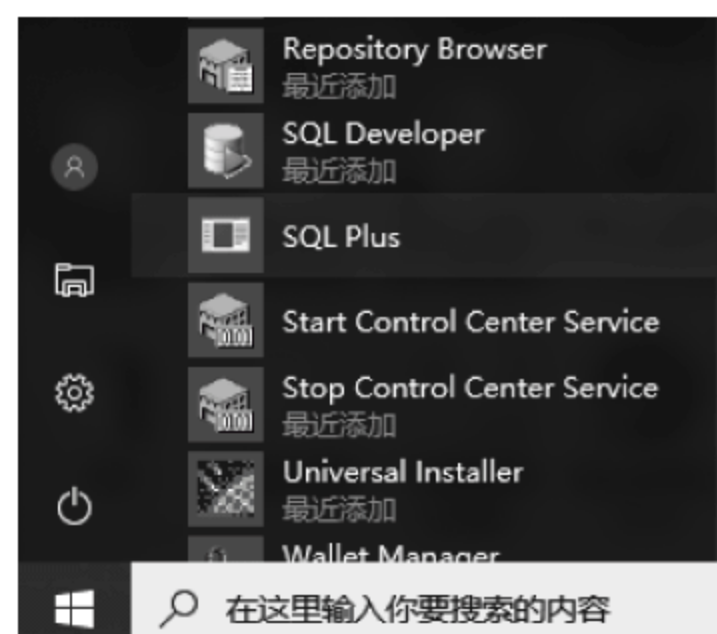 Repository Browser
最近添加
SQL Developer
最近添加
SQL Plus
Start Control Center Service
Stop Control Center Service
最近添加
Universal Installer
最近添加
Wallet Manager
在这里输入你要搜索的内容